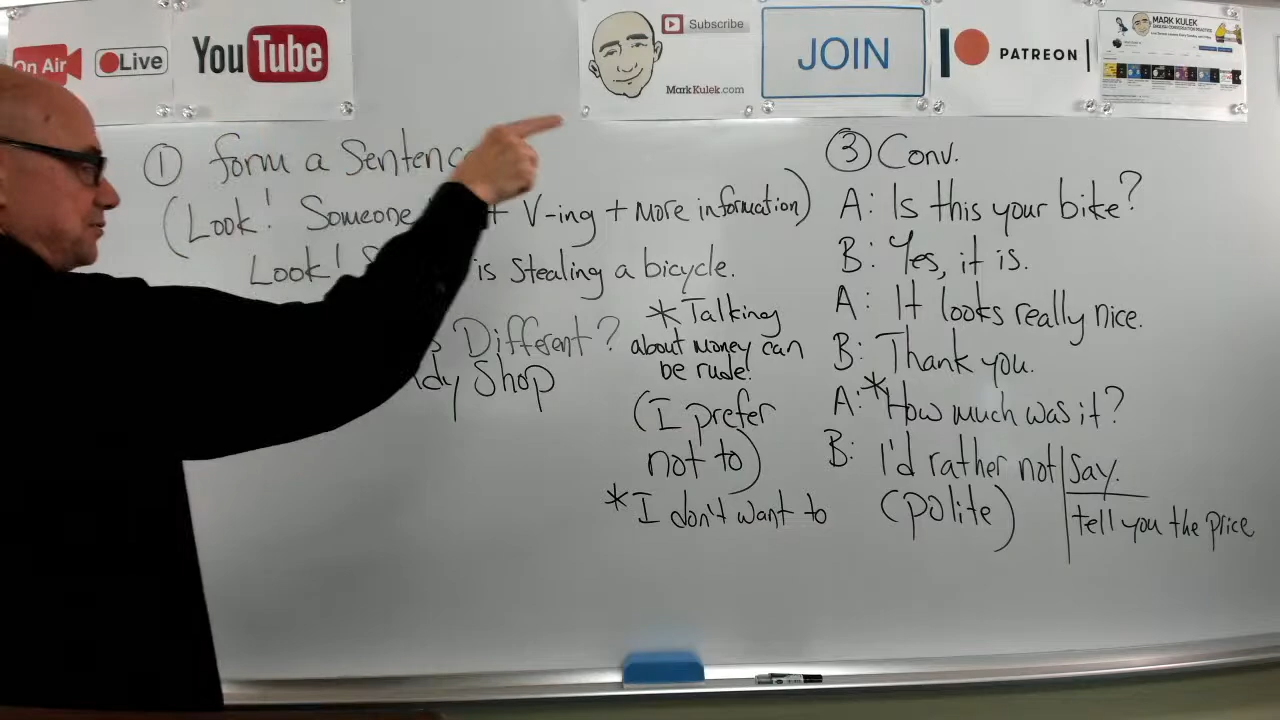 On Air
Live
YouTube
Subscribe
MarkKulek.com
JOIN
PATREON
MARK KULEK
① form a Sentenc
(Look! Someone + V-ing + More information)
Look! is Stealing a bicycle.
Different?
Shop
*Talking
about money can
be rude!
(I prefer
not to)
*I don't want to
③ Conv.
A: Is this your bike?
B: Yes, it is.
A: It looks really nice.
B: Thank you.
A: *How much was it?
B: I'd rather not say.
(polite) tell you the price